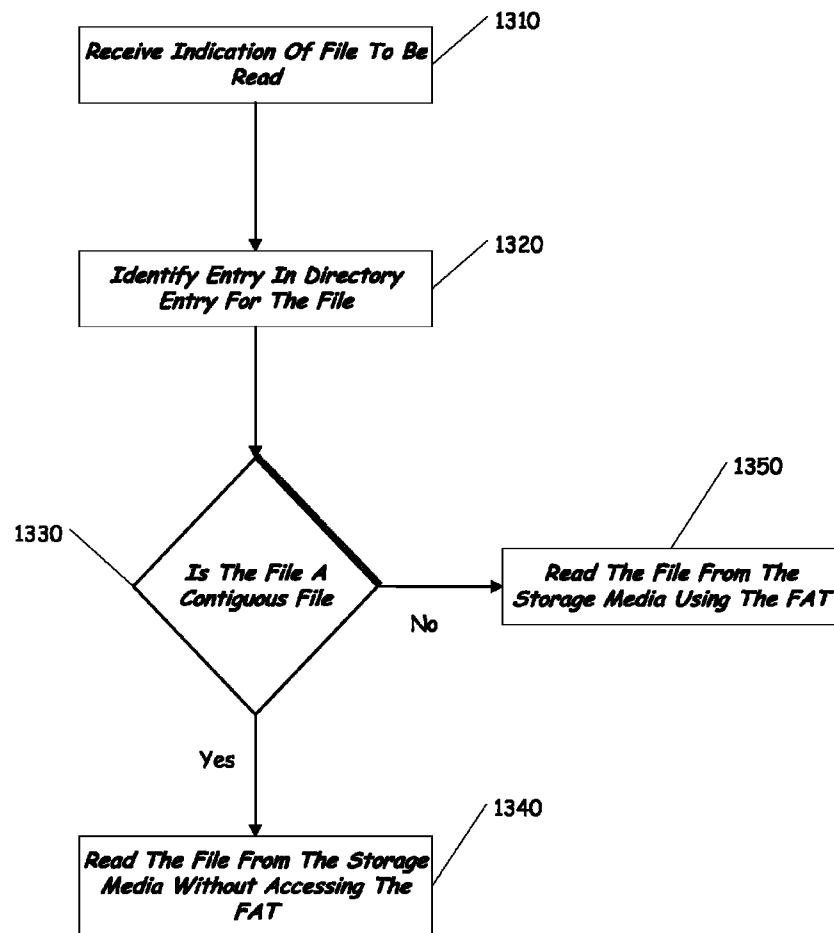 1310
Receive Indication Of File To Be
Read
1320
Identify Entry In Directory
Entry For The File
1330
Is The File A
Contiguous File
No
1350
Read The File From The
Storage Media Using The FAT
Yes
1340
Read The File From The Storage
Media Without Accessing The
FAT